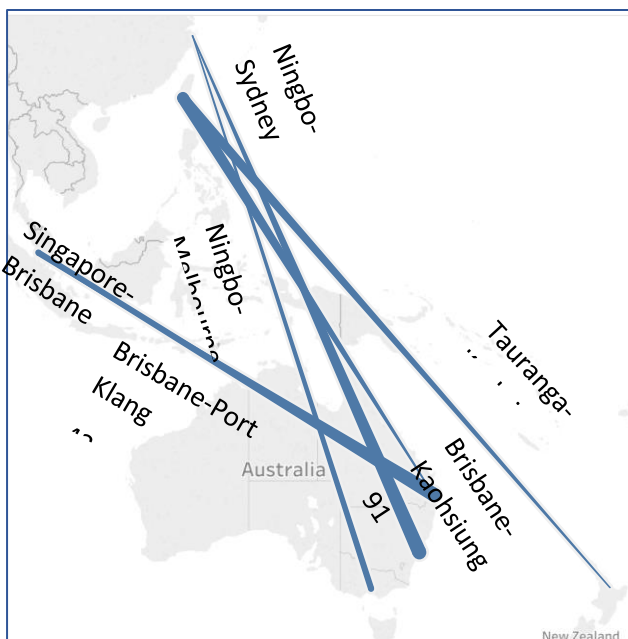 Ningbo-
Sydney
Ningbo-
Singapore-
Brisbane
Brisbane-Port
Klang
Tauranga-
Brisbane-
Kaohsiung
91
Australia
New Zealand